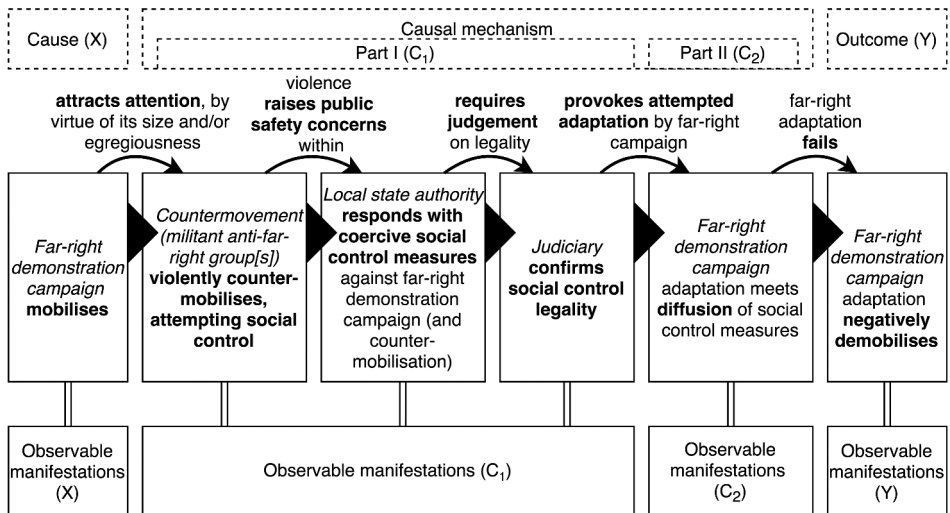 Cause (X)
Causal mechanism
Part I (C₁)
Part II (C₂)
Outcome (Y)
attracts attention, by
virtue of its size and/or
egregiousness
violence
raises public
safety concerns
within
requires
judgement
on legality
provokes attempted
adaptation by far-right
campaign
far-right
adaptation
fails
Far-right
demonstration
campaign
mobilises
Countermovement
(militant anti-far-
right group[s])
violently counter-
mobilises,
attempting social
control
Local state authority
responds with
coercive social
control measures
against far-right
demonstration
campaign (and
counter-
mobilisation)
Judiciary
confirms
social control
legality
Far-right
demonstration
campaign
adaptation meets
diffusion of social
control measures
Far-right
demonstration
campaign
adaptation
negatively
demobilises
Observable
manifestations
(X)
Observable manifestations (C₁)
Observable
manifestations
(C₂)
Observable
manifestations
(Y)